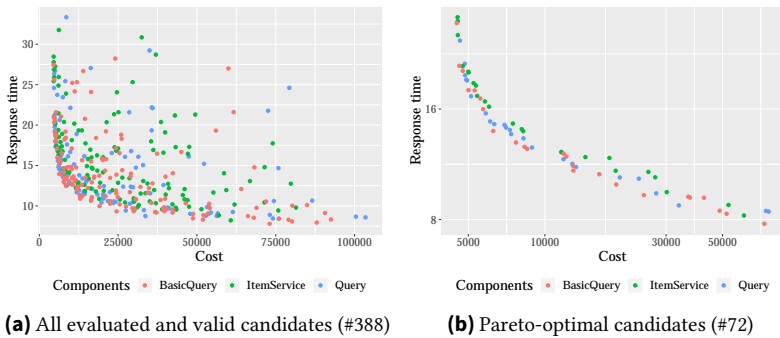 Response time
30
25
20
15
10
0
25000
50000
75000
100000
Cost
Components BasicQuery ItemService Query
(a) All evaluated and valid candidates (#388)
Response time
16
8
5000
10000
30000
50000
Cost
Components BasicQuery ItemService Query
(b) Pareto-optimal candidates (#72)